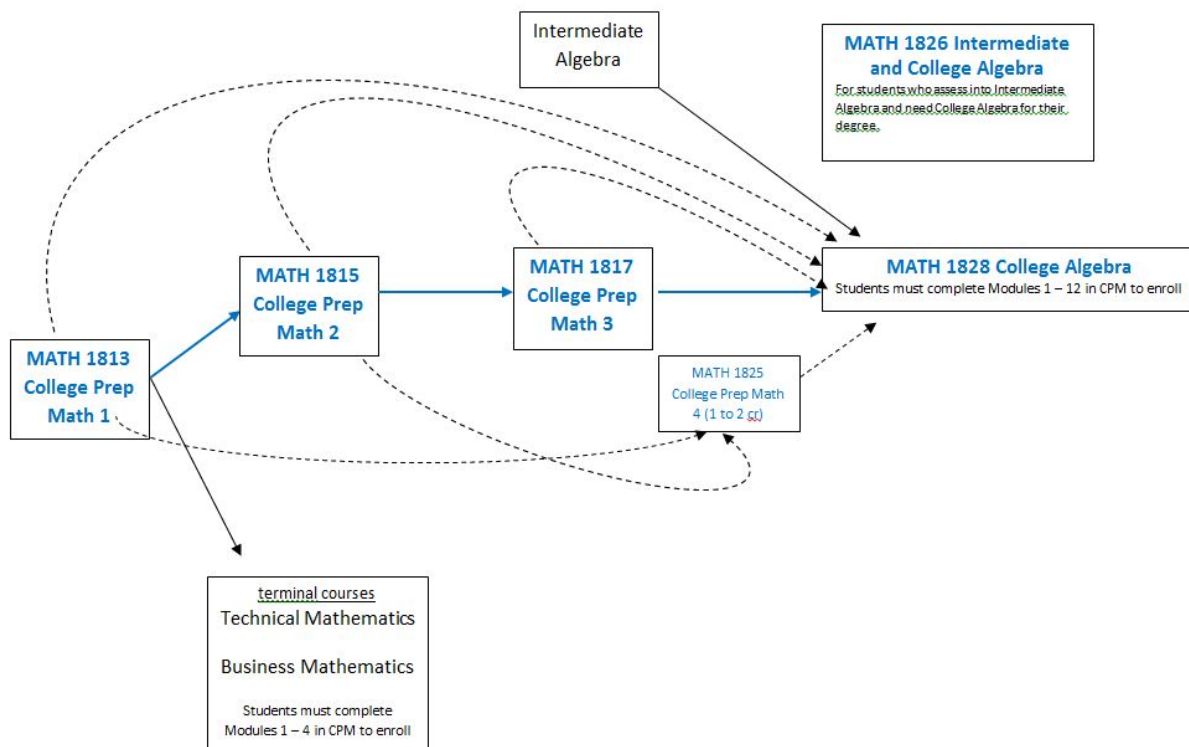 Intermediate
Algebra
MATH 1826 Intermediate
and College Algebra
For students who assess into Intermediate
Algebra and need College Algebra for their
degree.
MATH 1813
College Prep
Math 1
MATH 1815
College Prep
Math 2
MATH 1817
College Prep
Math 3
MATH 1828 College Algebra
Students must complete Modules 1 – 12 in CPM to enroll
MATH 1825
College Prep Math
4 (1 to 2 cr)
terminal courses
Technical Mathematics
Business Mathematics
Students must complete
Modules 1 – 4 in CPM to enroll